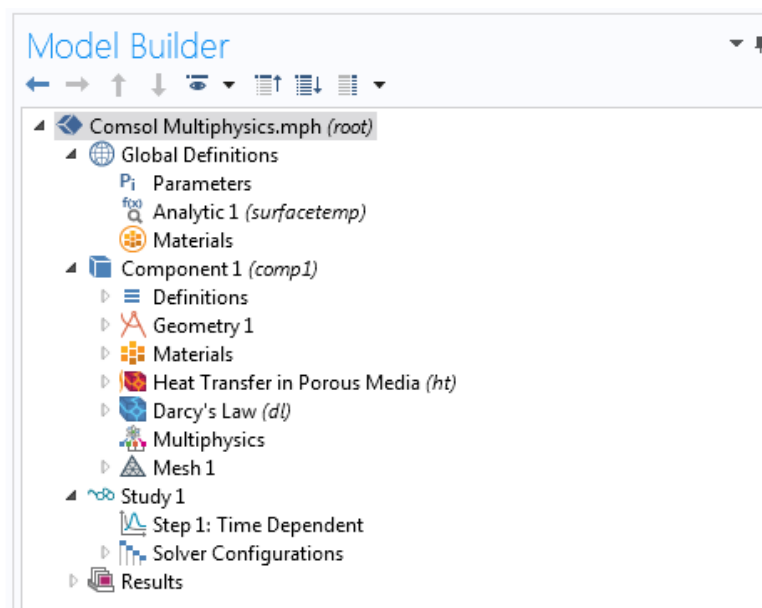 Model Builder
Comsol Multiphysics.mph (root)
Global Definitions
Pi Parameters
f(x) Analytic 1 (surfacetemp)
Materials
Component 1 (comp1)
Definitions
Geometry 1
Materials
Heat Transfer in Porous Media (ht)
Darcy's Law (dl)
Multiphysics
Mesh 1
Study 1
Step 1: Time Dependent
Solver Configurations
Results